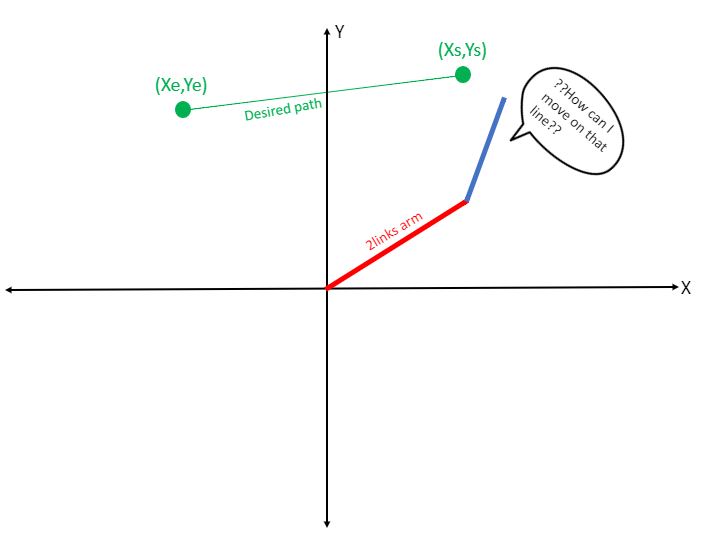 Y
(Xs,Ys)
(Xe,Ye)
Desired path
??How can I
move on that
line??
2links arm
X